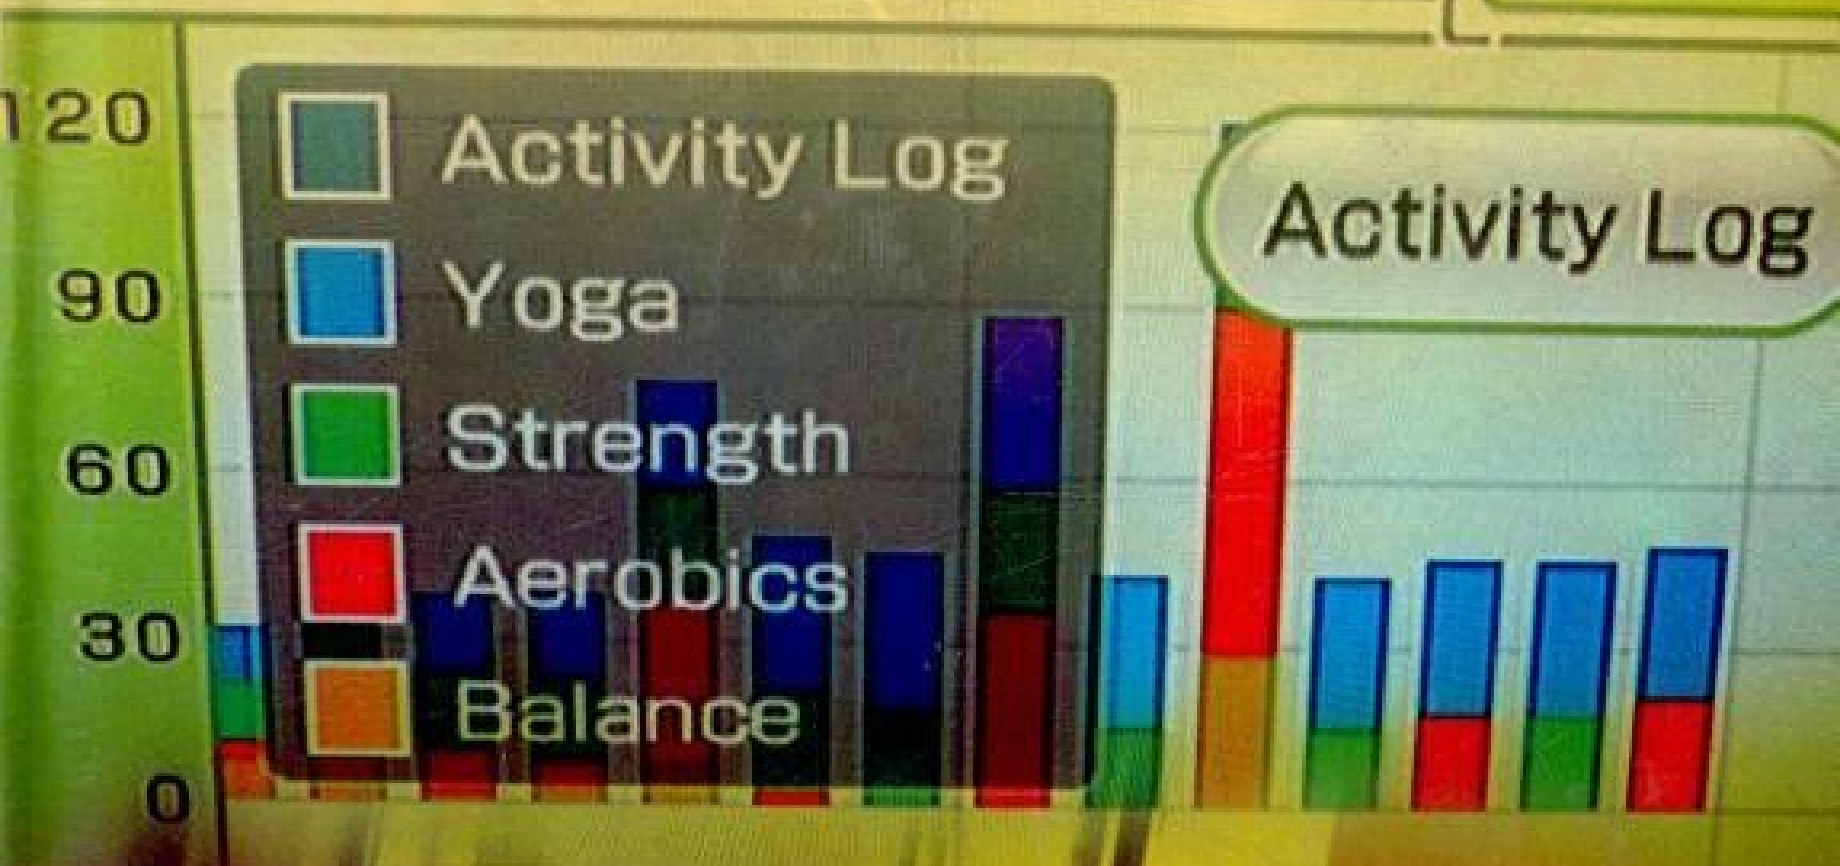 120
90
60
30
0
Activity Log
Yoga
Strength
Aerobics
Balance
Activity Log